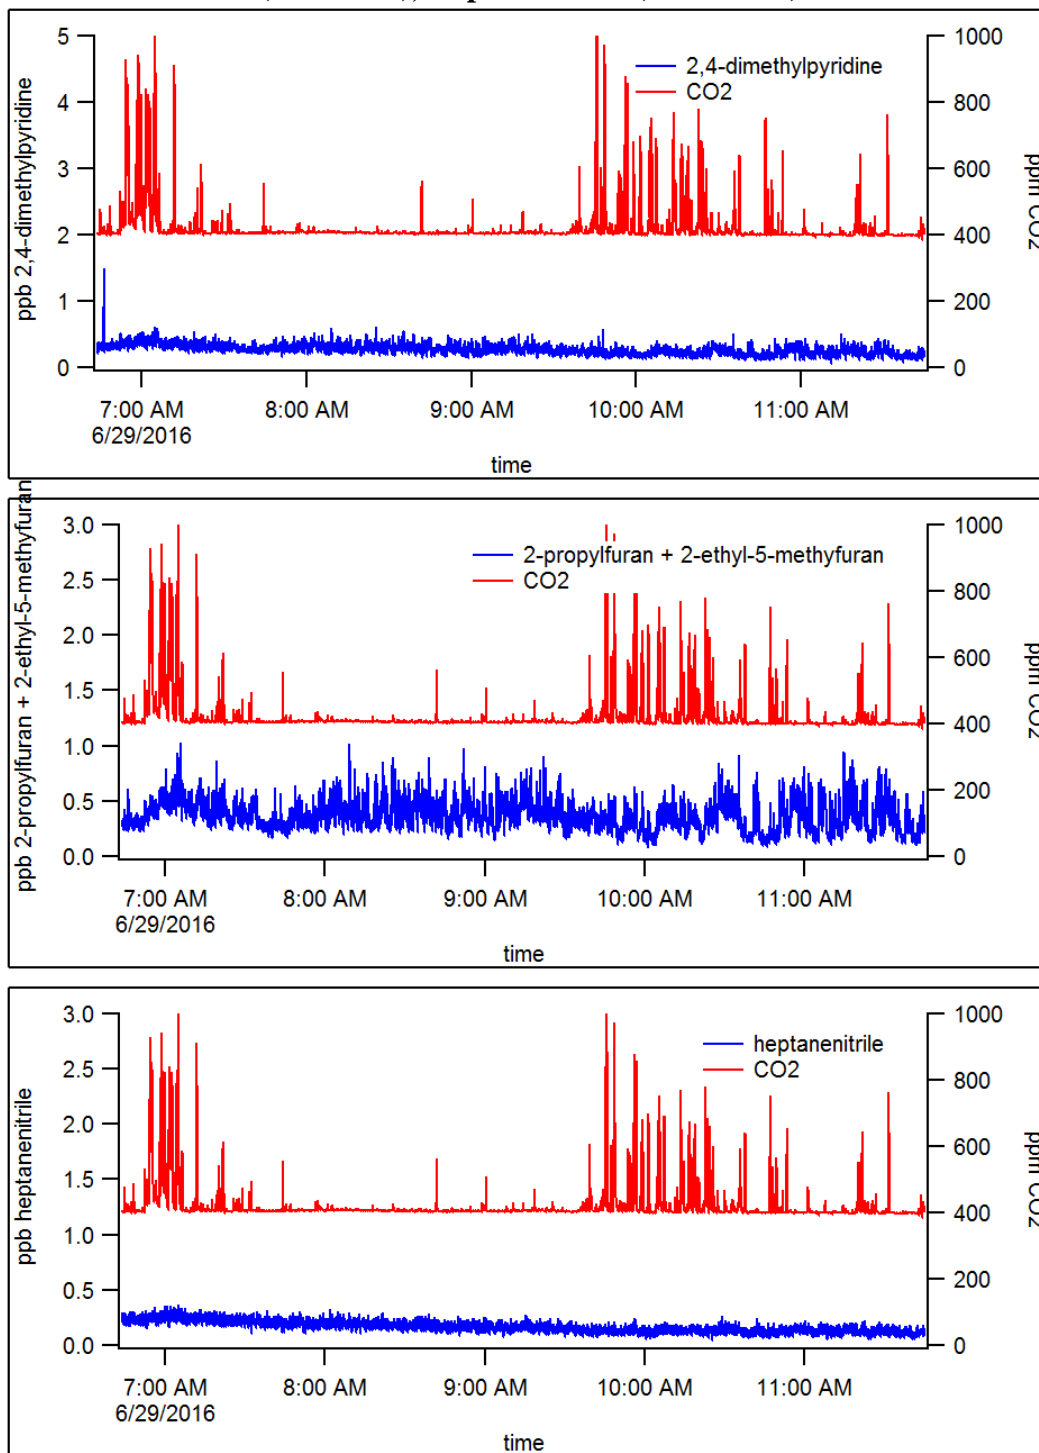 5
4
3
2
1
0
ppb 2,4-dimethylpyridine
2,4-dimethylpyridine
CO2
1000
800
600
400
200
0
ppm CO2
7:00 AM
8:00 AM
9:00 AM
10:00 AM
11:00 AM
6/29/2016
time
3.0
2.5
2.0
1.5
1.0
0.5
0.0
ppb 2-propylfuran + 2-ethyl-5-methyfuran
2-propylfuran + 2-ethyl-5-methyfuran
CO2
1000
800
600
400
200
0
ppm CO2
7:00 AM
8:00 AM
9:00 AM
10:00 AM
11:00 AM
6/29/2016
time
3.0
2.5
2.0
1.5
1.0
0.5
0.0
ppb heptanenitrile
heptanenitrile
CO2
1000
800
600
400
200
0
ppm CO2
7:00 AM
8:00 AM
9:00 AM
10:00 AM
11:00 AM
6/29/2016
time